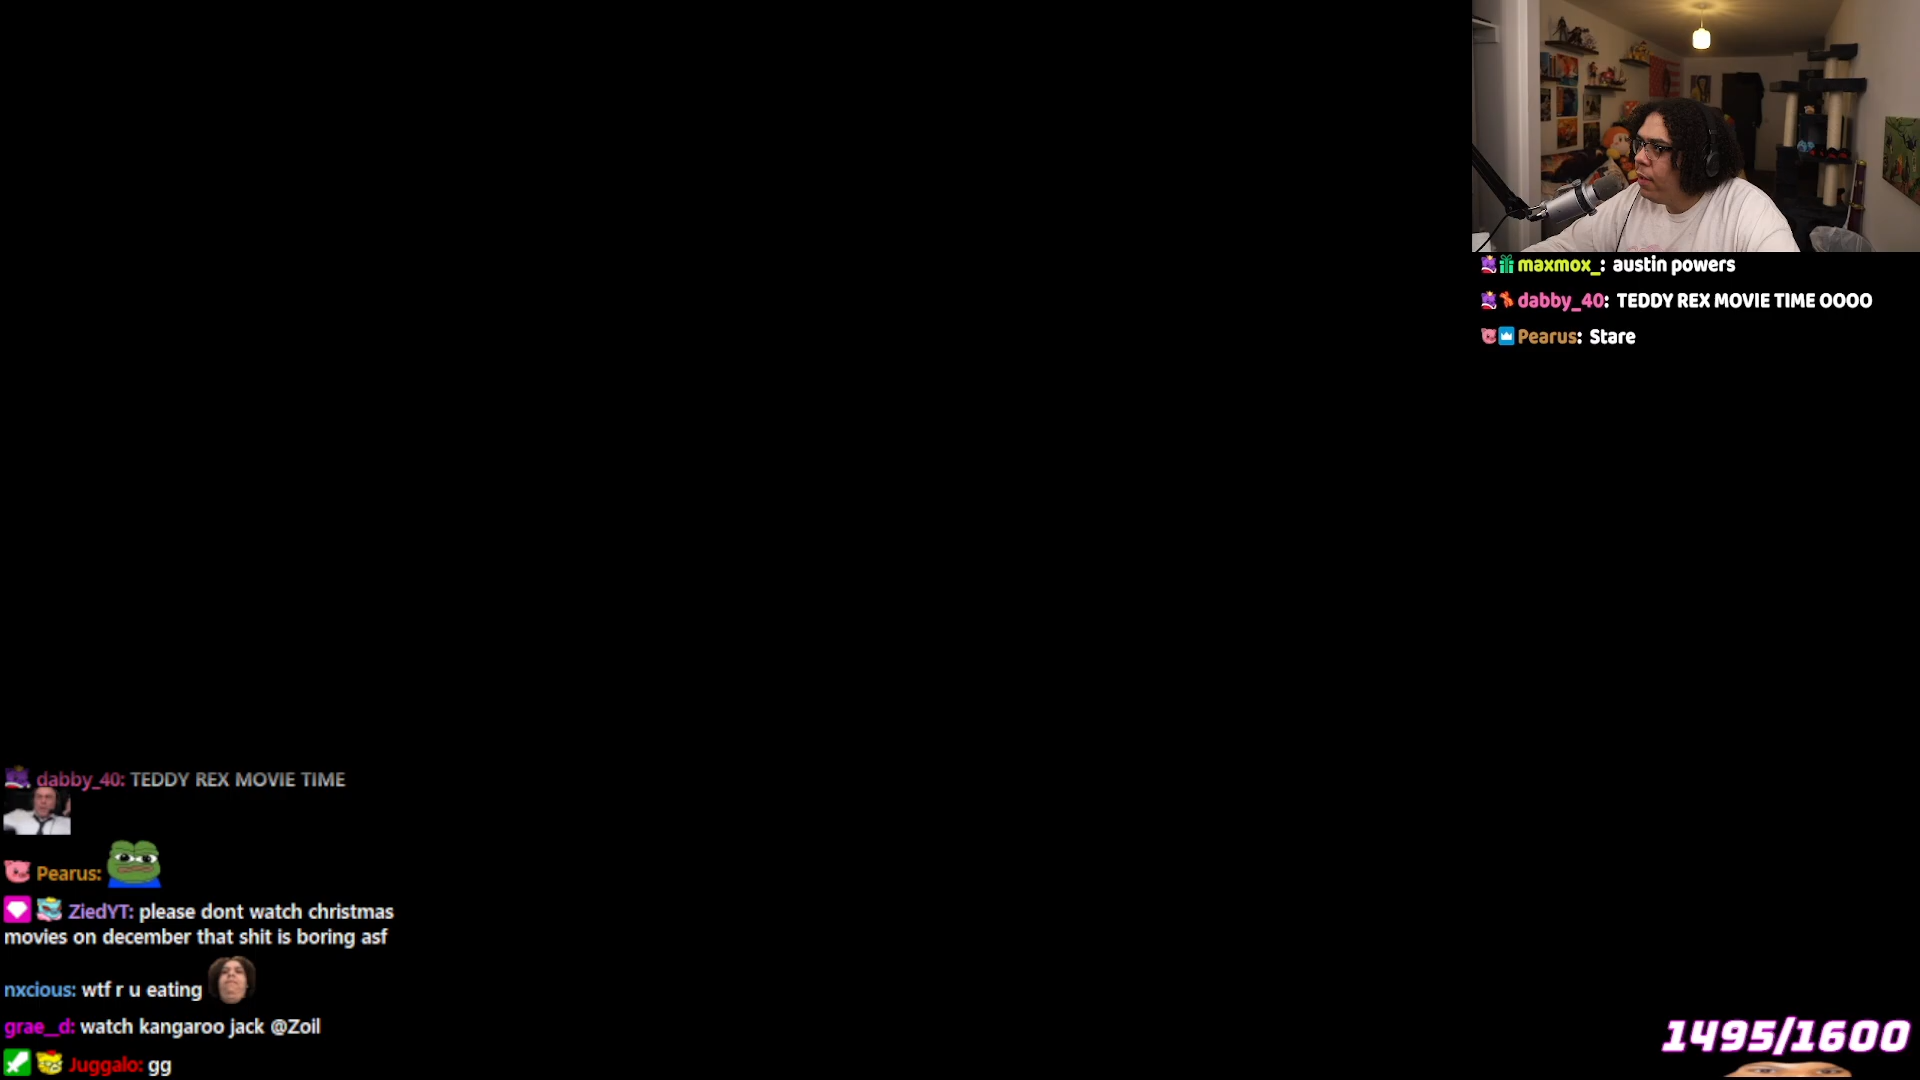 maxmox_: austin powers
dabby_40: TEDDY REX MOVIE TIME OOOO
Pearus: Stare
dabby_40: TEDDY REX MOVIE TIME
Pearus:
ZiedYT: please dont watch christmas
movies on december that shit is boring asf
nxcious: wtf r u eating
grae__d: watch kangaroo jack @Zoil
Juggalo: gg
1495/1600